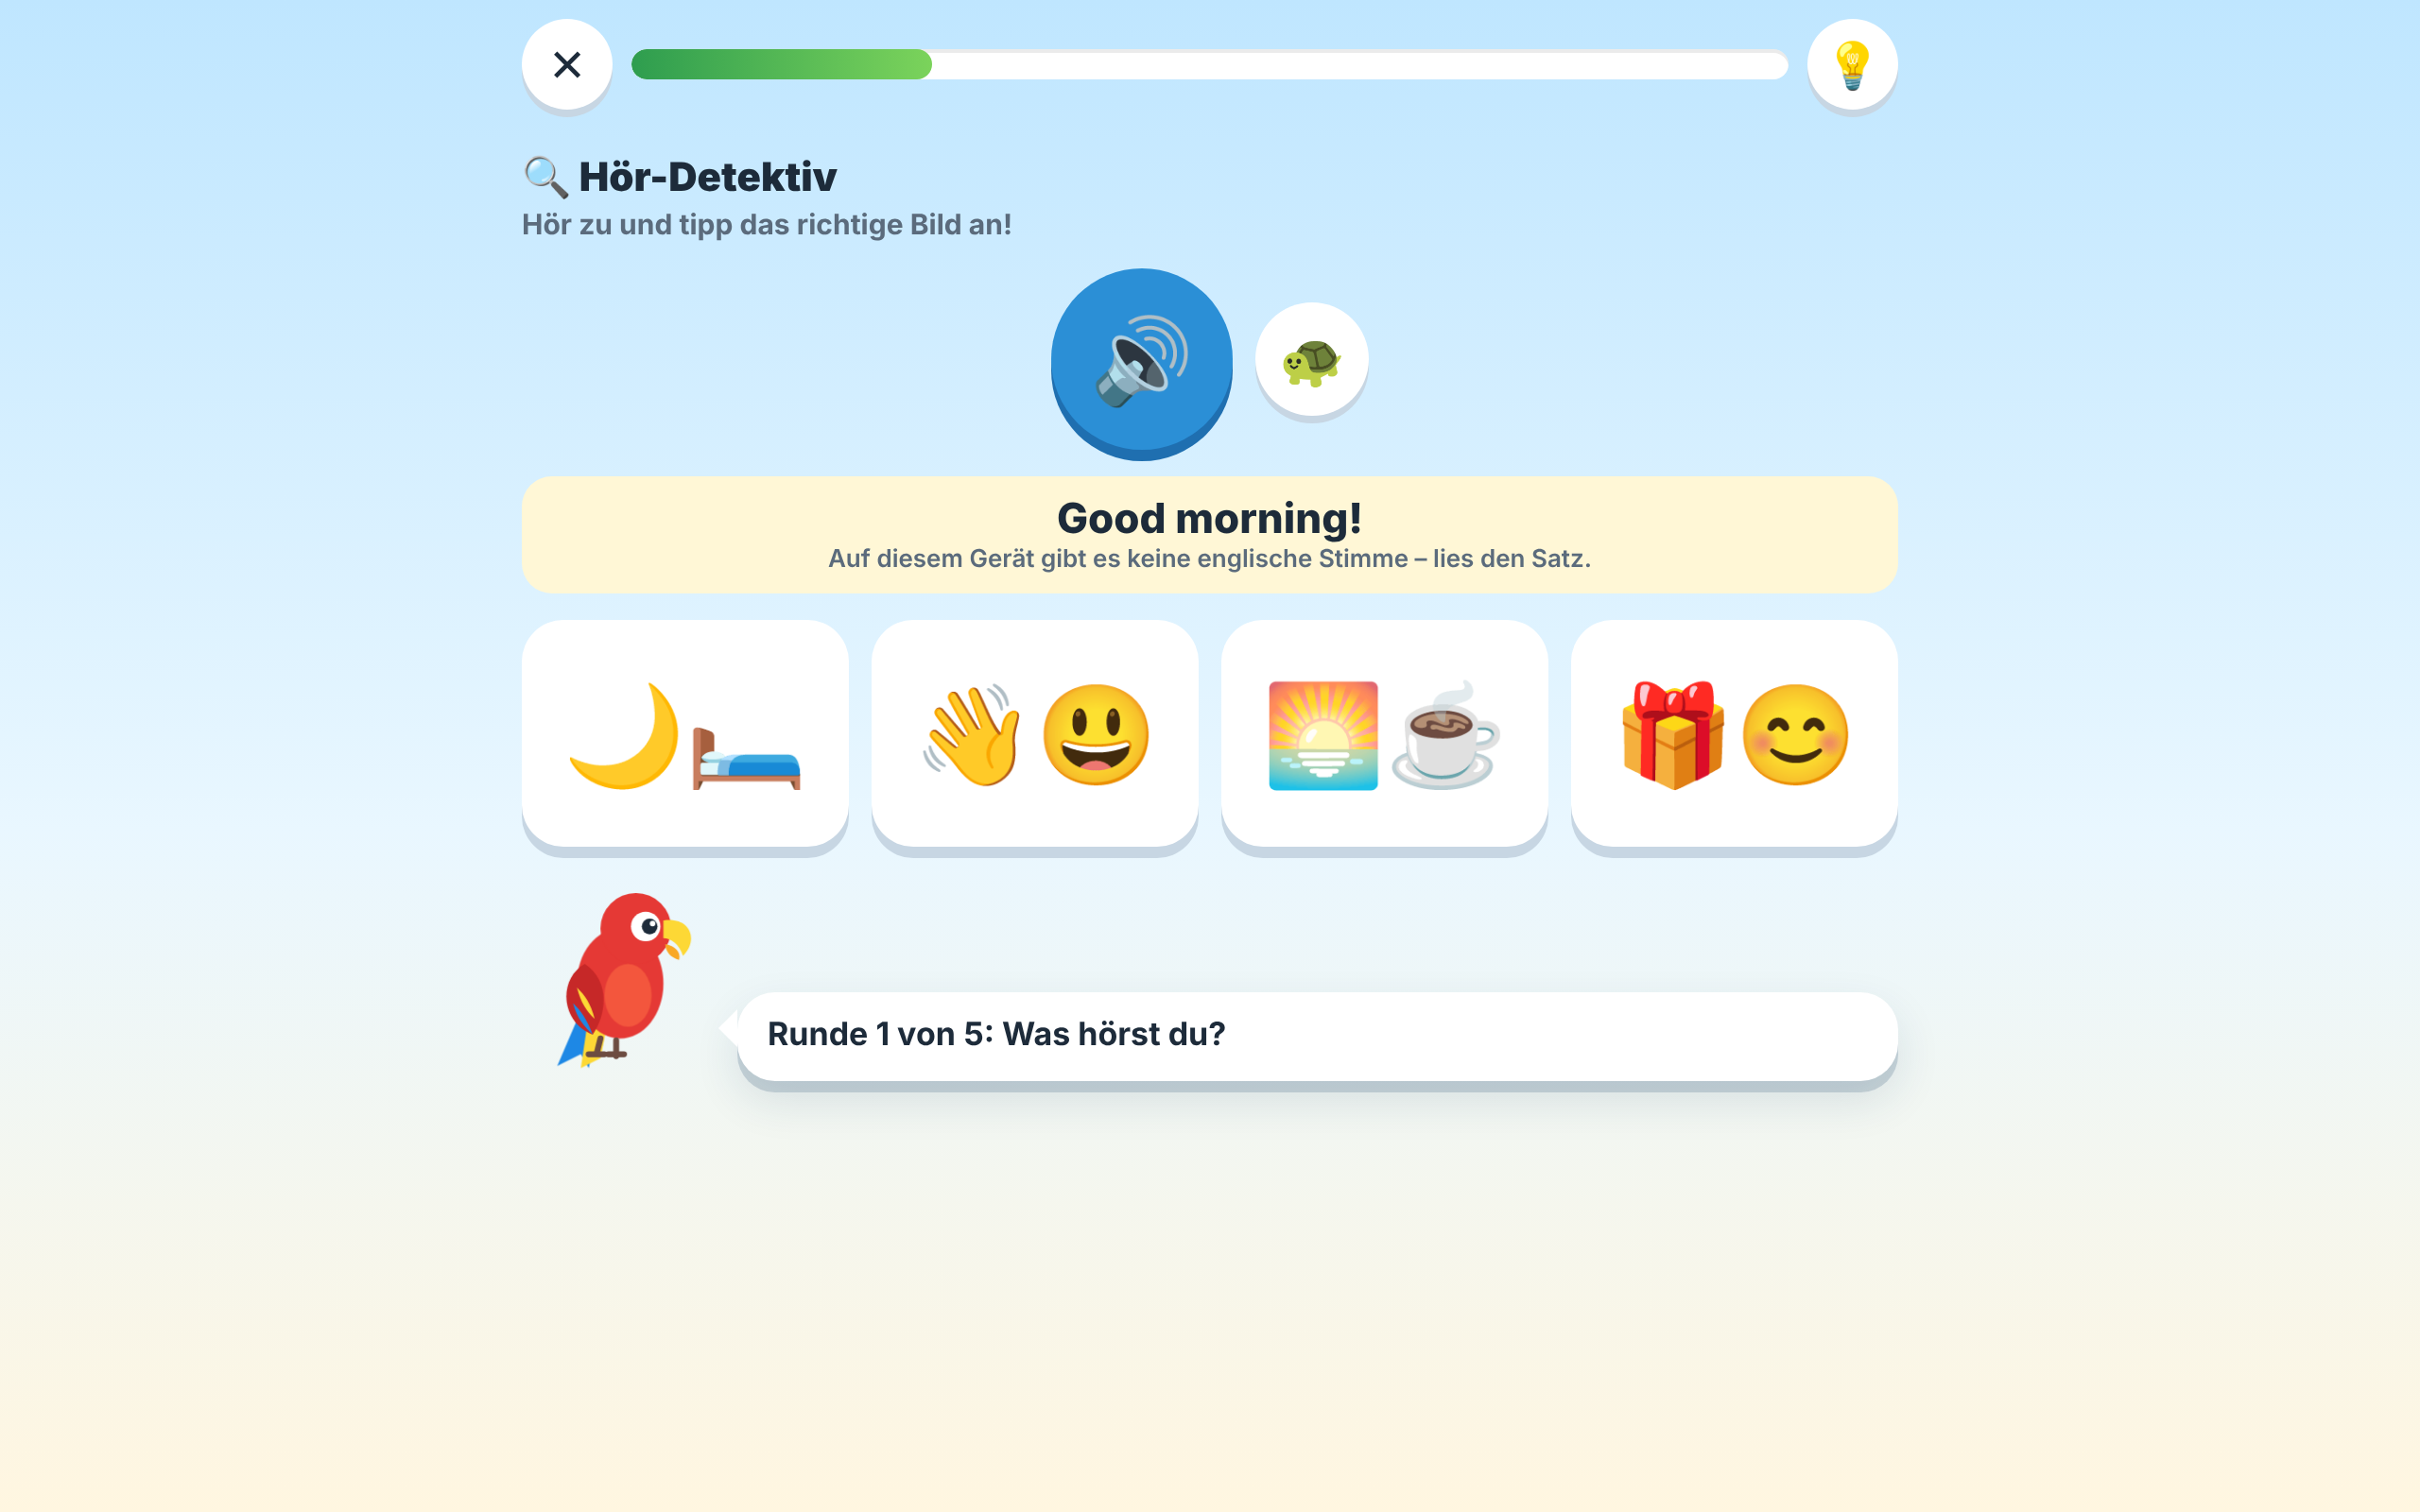 Hör-Detektiv
Hör zu und tipp das richtige Bild an!
Good morning!
Auf diesem Gerät gibt es keine englische Stimme – lies den Satz.
Runde 1 von 5: Was hörst du?